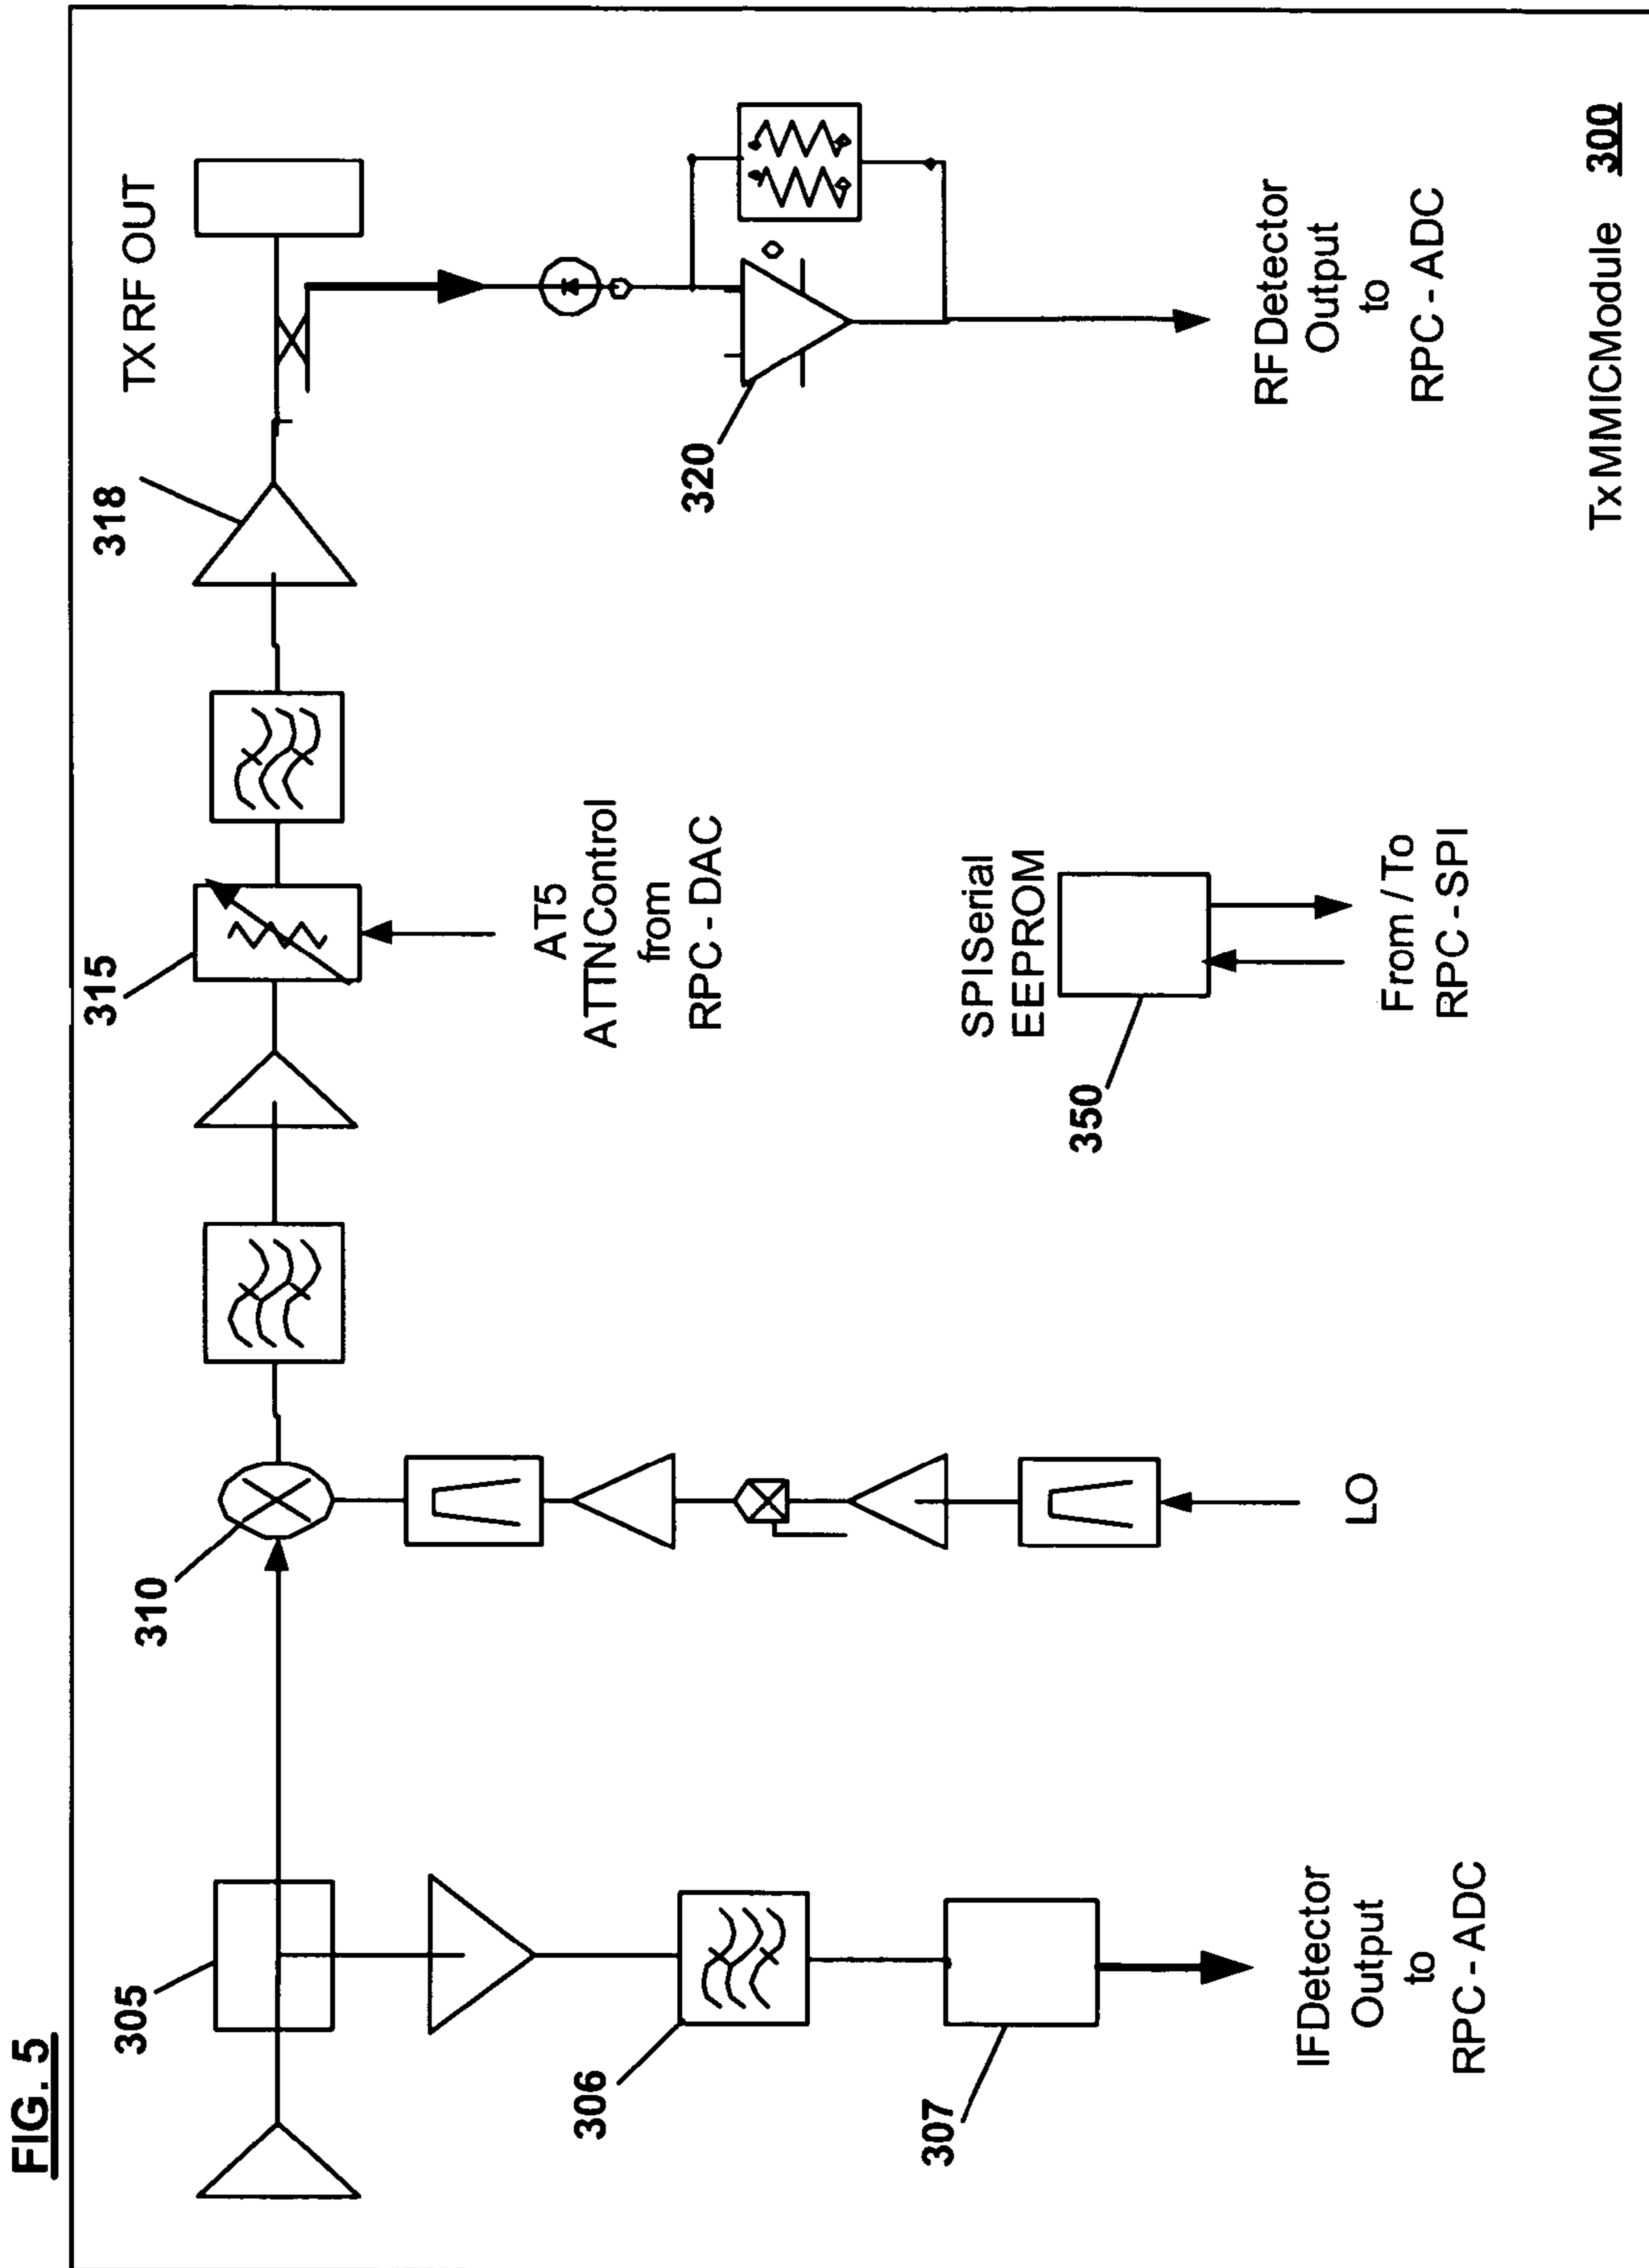 FIG. 5
305
306
307
IFDetector
Output
to
RPC - ADC
310
LO
315
AT5
ATTNControl
from
RPC - DAC
318
TX RF OUT
320
RFDetector
Output
to
RPC - ADC
350
SPISerial
EEPROM
From / To
RPC - SPI
TxMMICModule 300